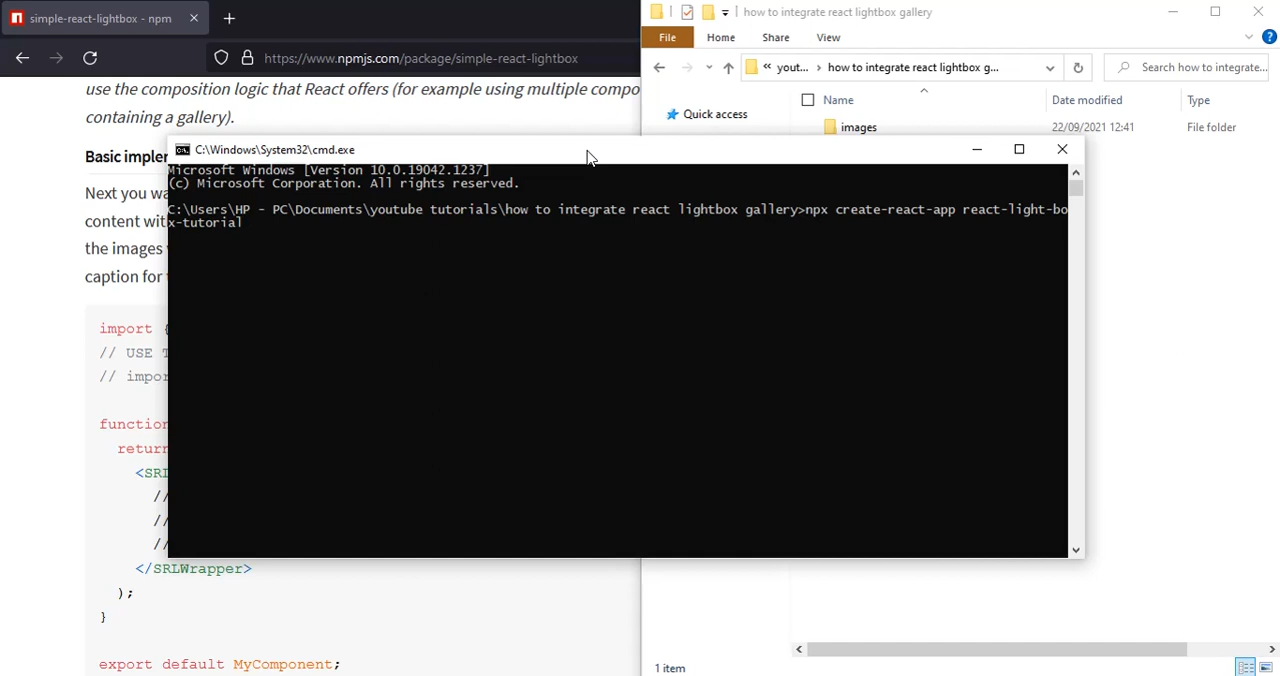 simple-react-lightbox - npm
how to integrate react lightbox gallery
File Home Share View
https://www.npmjs.com/package/simple-react-lightbox
« yout... › how to integrate react lightbox g...
Search how to integrate...
use the composition logic that React offers (for example using multiple compo
containing a gallery).
Quick access
Name Date modified Type
images 22/09/2021 12:41 File folder
Basic impler
Next you wa
content wit
the images
caption for
C:\Windows\System32\cmd.exe
Microsoft Windows [Version 10.0.19042.1237]
(c) Microsoft Corporation. All rights reserved.
C:\Users\HP - PC\Documents\youtube tutorials\how to integrate react lightbox gallery>npx create-react-app react-light-bo
x-tutorial
import {
// USE T
// impor
function
return
<SRL
//
//
//
</SRLWrapper>
);
}
export default MyComponent;
1 item